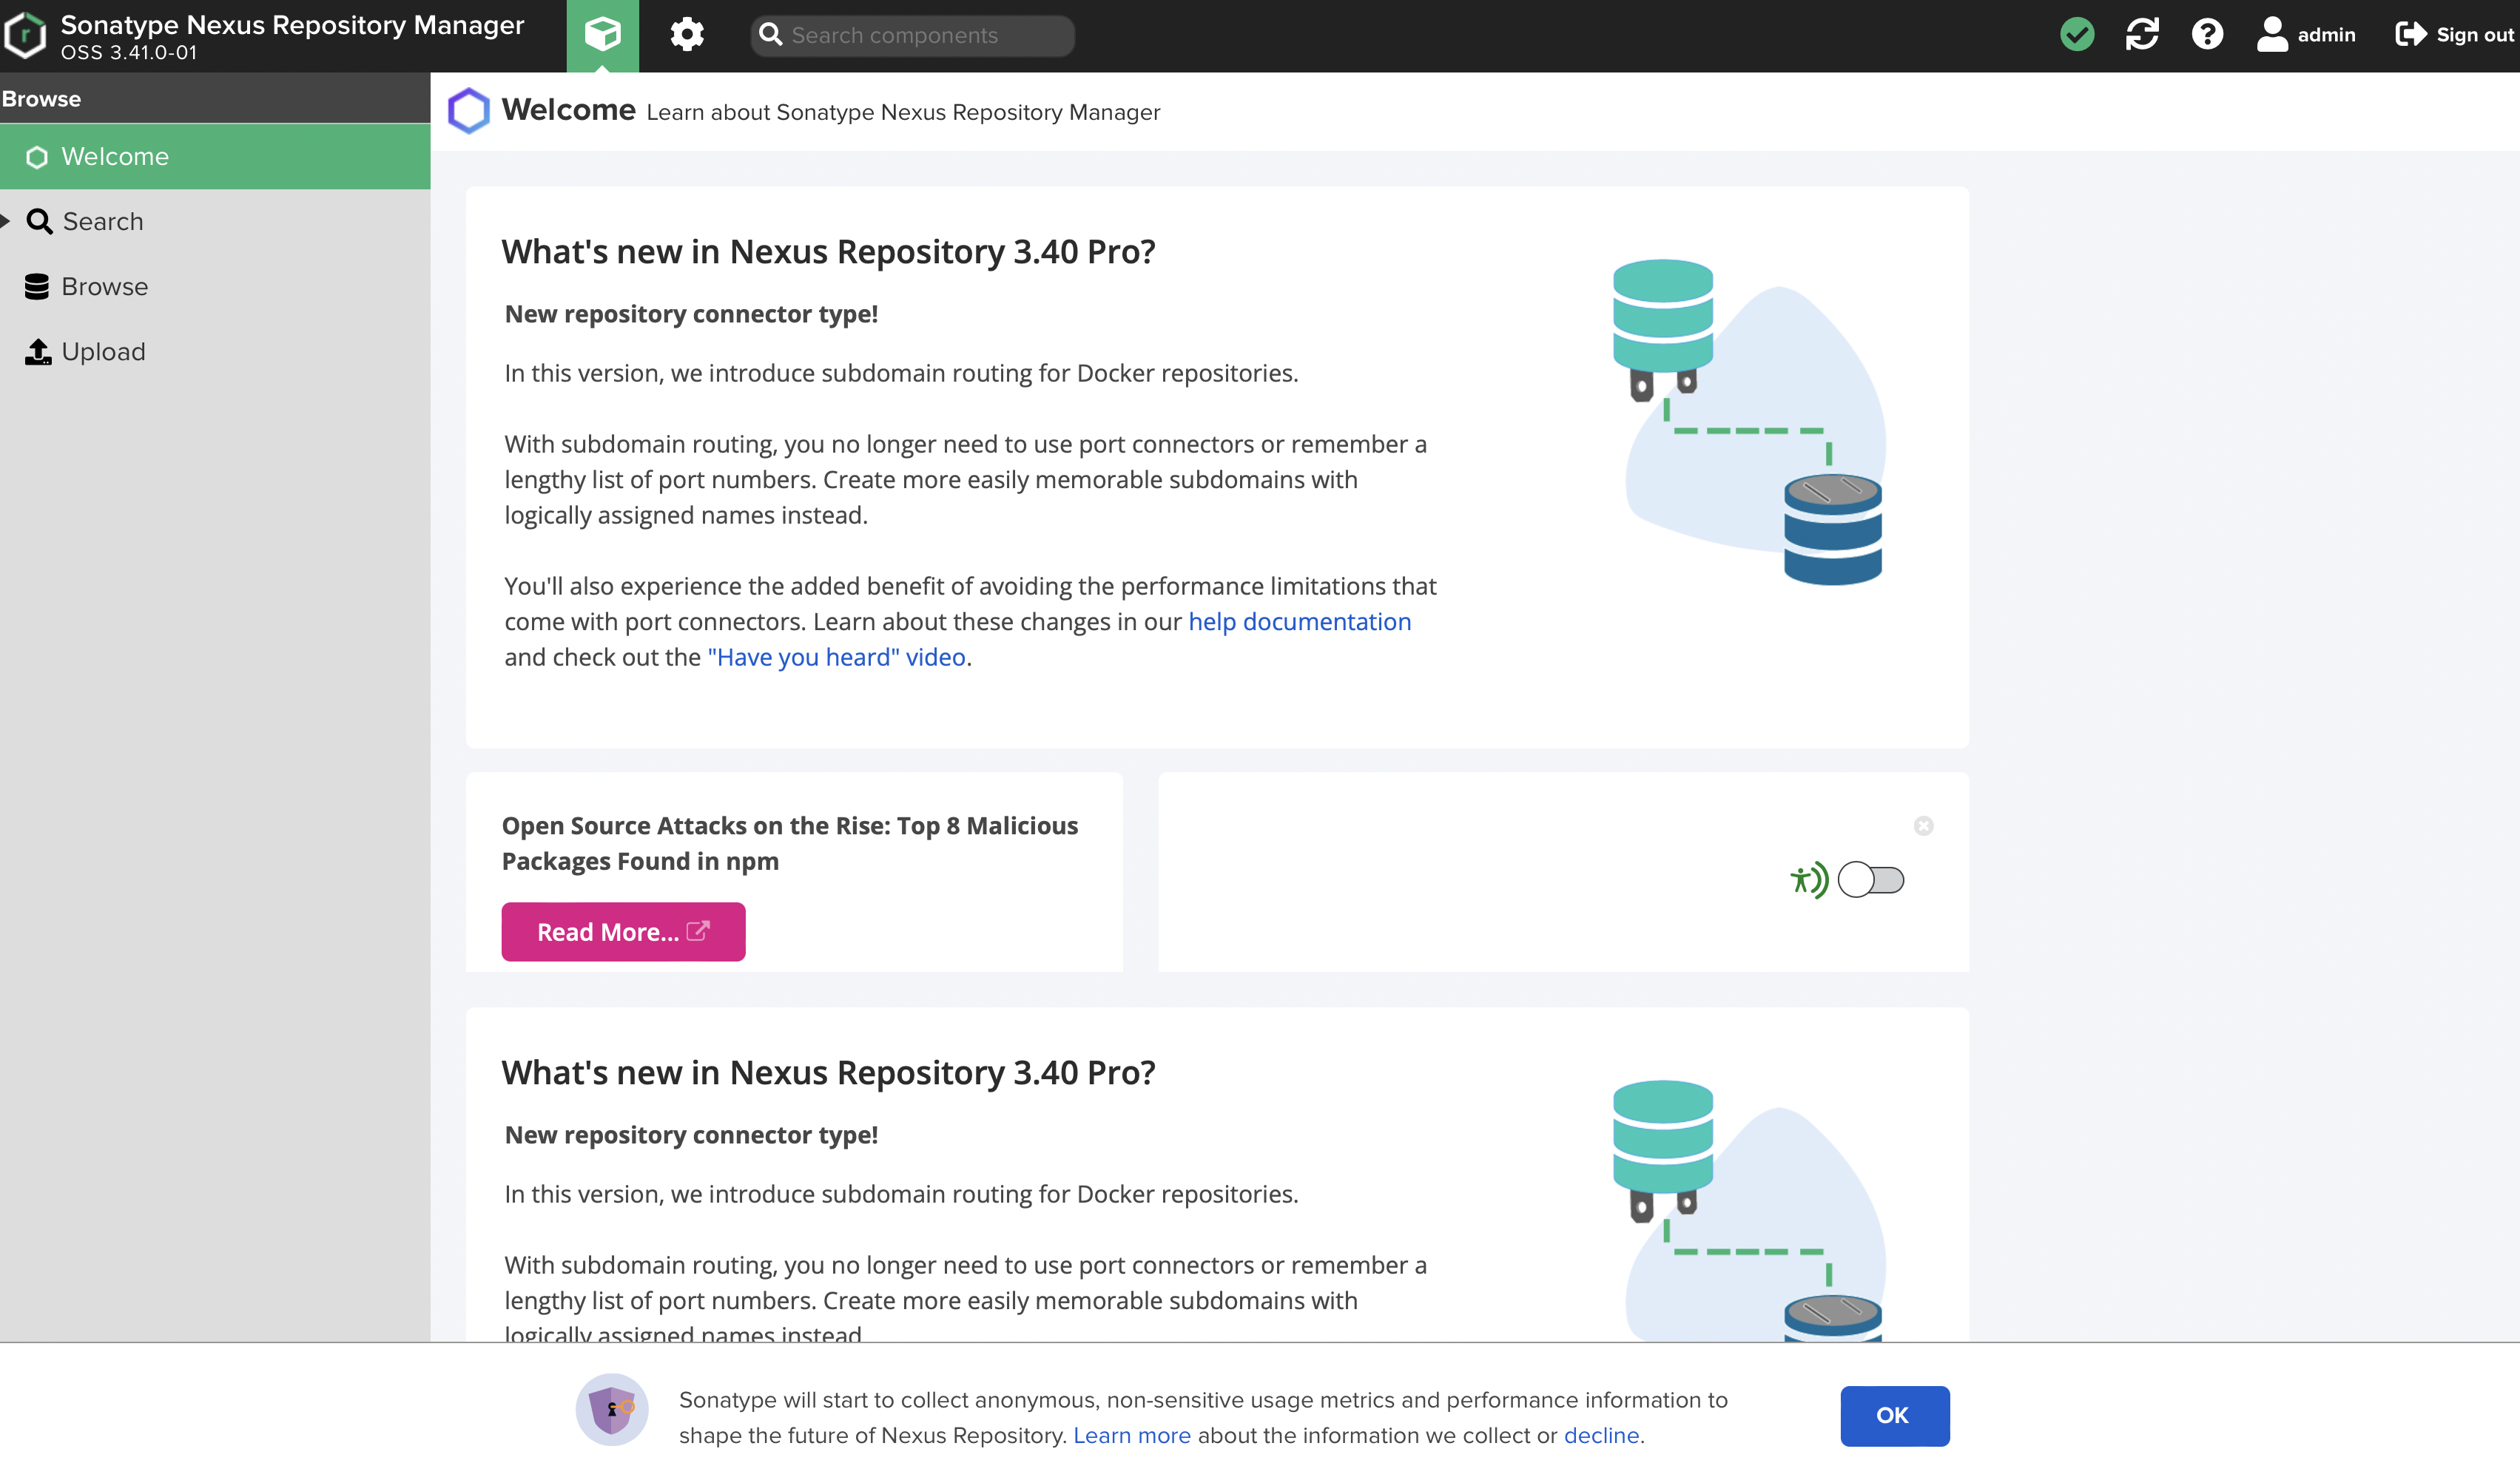 Sonatype Nexus Repository Manager
OSS 3.41.0-01
Search components
admin
Sign out
Browse
Welcome
Search
Browse
Upload
Welcome Learn about Sonatype Nexus Repository Manager
What's new in Nexus Repository 3.40 Pro?
New repository connector type!
In this version, we introduce subdomain routing for Docker repositories.
With subdomain routing, you no longer need to use port connectors or remember a
lengthy list of port numbers. Create more easily memorable subdomains with
logically assigned names instead.
You'll also experience the added benefit of avoiding the performance limitations that
come with port connectors. Learn about these changes in our help documentation
and check out the "Have you heard" video.
Open Source Attacks on the Rise: Top 8 Malicious
Packages Found in npm
Read More...
What's new in Nexus Repository 3.40 Pro?
New repository connector type!
In this version, we introduce subdomain routing for Docker repositories.
With subdomain routing, you no longer need to use port connectors or remember a
lengthy list of port numbers. Create more easily memorable subdomains with
logically assigned names instead
Sonatype will start to collect anonymous, non-sensitive usage metrics and performance information to
shape the future of Nexus Repository. Learn more about the information we collect or decline.
OK